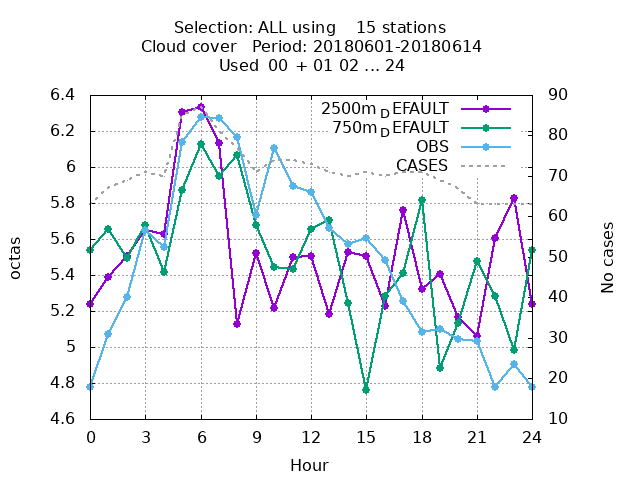 Selection: ALL using    15 stations
Cloud cover   Period: 20180601-20180614
Used  00  + 01 02 ... 24
2500m_DEFAULT
750m_DEFAULT
OBS
CASES
6.4
6.2
6
5.8
5.6
5.4
5.2
5
4.8
4.6
octas
90
80
70
60
50
40
30
20
10
No cases
0 3 6 9 12 15 18 21 24
Hour